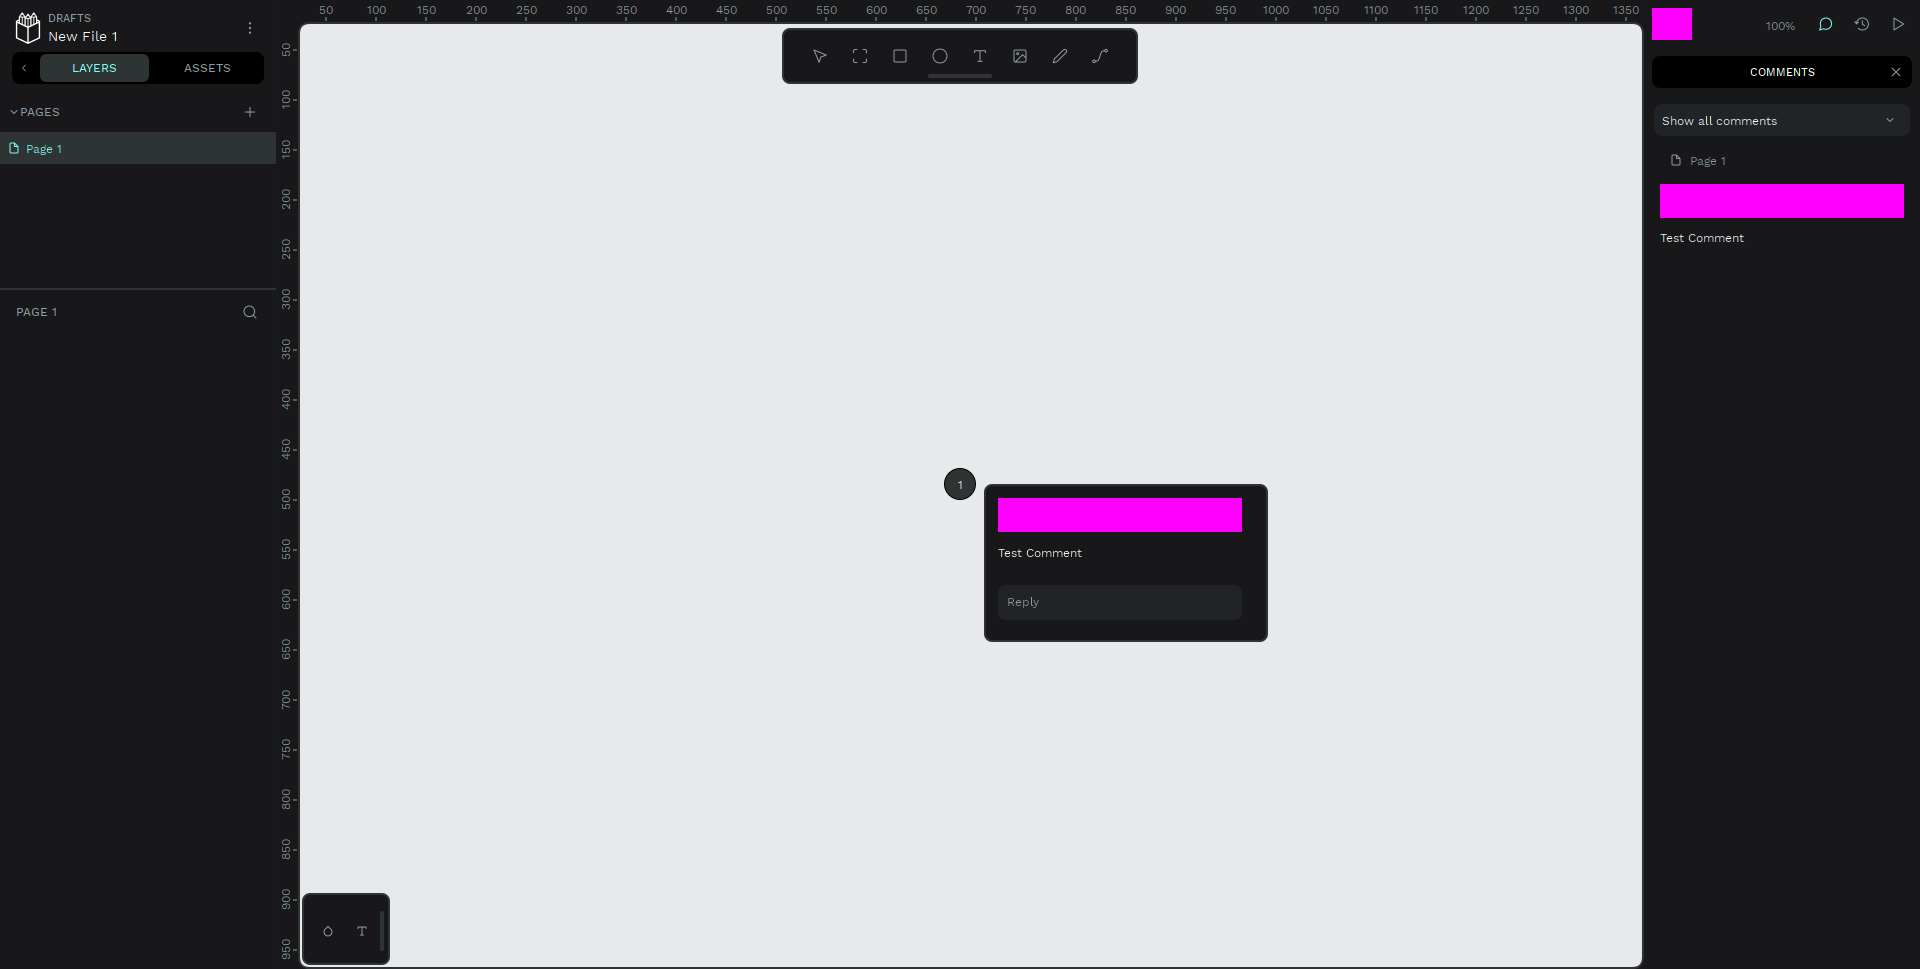 DRAFTS
New File 1
LAYERS
ASSETS
PAGES
Page 1
PAGE 1
50 100 150 200 250 300 350 400 450 500 550 600 650 700 750 800 850 900 950 1000 1050 1100 1150 1200 1250 1300 1350
50
100
150
200
250
300
350
400
450
500
550
600
650
700
750
800
850
900
950
1
Test Comment
Reply
100%
COMMENTS
Show all comments
Page 1
Test Comment